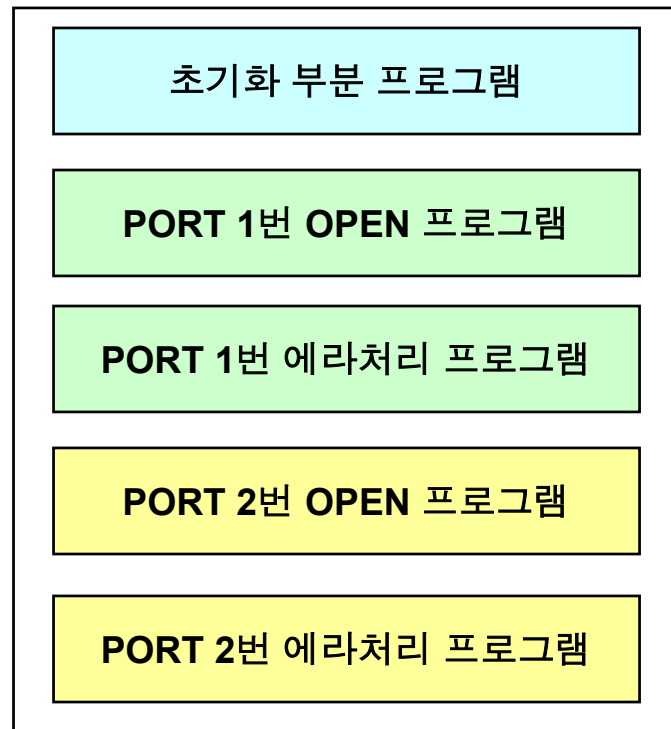 초기화 부분 프로그램
PORT 1번 OPEN 프로그램
PORT 1번 에라처리 프로그램
PORT 2번 OPEN 프로그램
PORT 2번 에라처리 프로그램